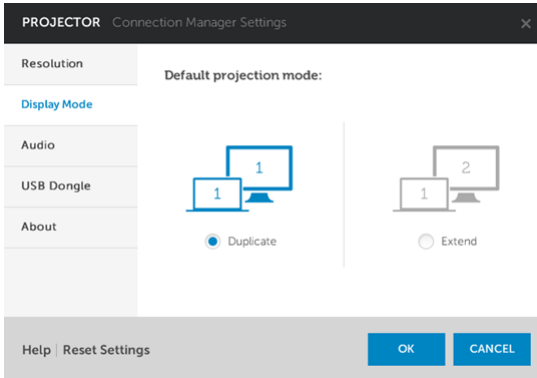 PROJECTOR Connection Manager Settings
Resolution
Display Mode
Audio
USB Dongle
About
Default projection mode:
1 1
Duplicate
1 2
Extend
Help | Reset Settings
OK
CANCEL